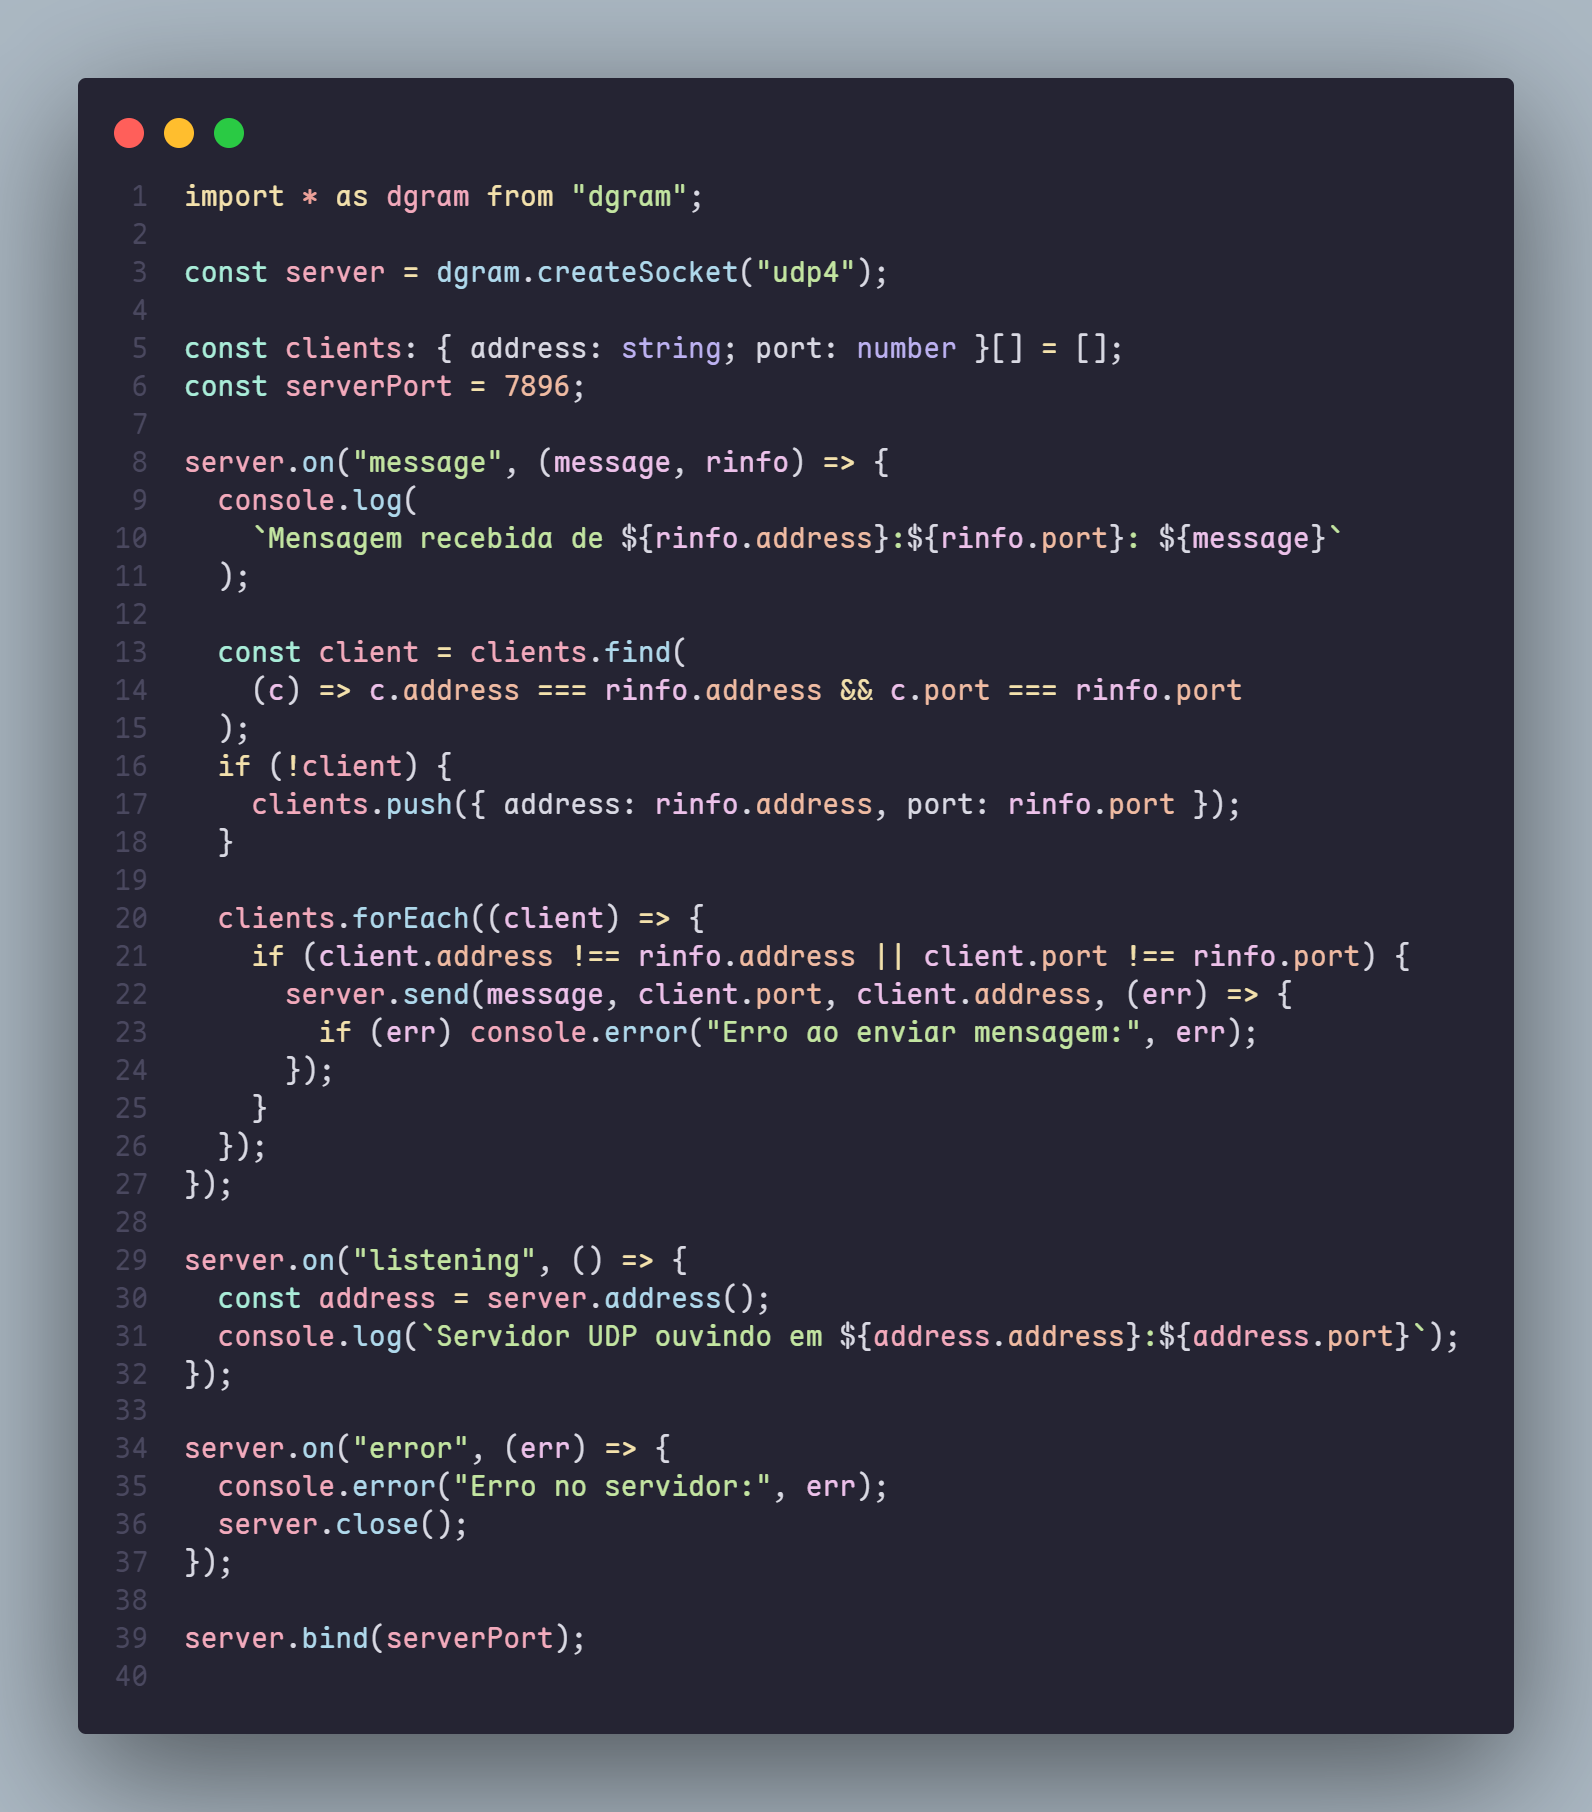 1 import * as dgram from "dgram";
2
3 const server = dgram.createSocket("udp4");
4
5 const clients: { address: string; port: number }[] = [];
6 const serverPort = 7896;
7
8 server.on("message", (message, rinfo) => {
9   console.log(
10     `Mensagem recebida de ${rinfo.address}:${rinfo.port}: ${message}`
11   );
12
13   const client = clients.find(
14     (c) => c.address === rinfo.address && c.port === rinfo.port
15   );
16   if (!client) {
17     clients.push({ address: rinfo.address, port: rinfo.port });
18   }
19
20   clients.forEach((client) => {
21     if (client.address !== rinfo.address || client.port !== rinfo.port) {
22       server.send(message, client.port, client.address, (err) => {
23         if (err) console.error("Erro ao enviar mensagem:", err);
24       });
25     }
26   });
27 });
28
29 server.on("listening", () => {
30   const address = server.address();
31   console.log(`Servidor UDP ouvindo em ${address.address}:${address.port}`);
32 });
33
34 server.on("error", (err) => {
35   console.error("Erro no servidor:", err);
36   server.close();
37 });
38
39 server.bind(serverPort);
40